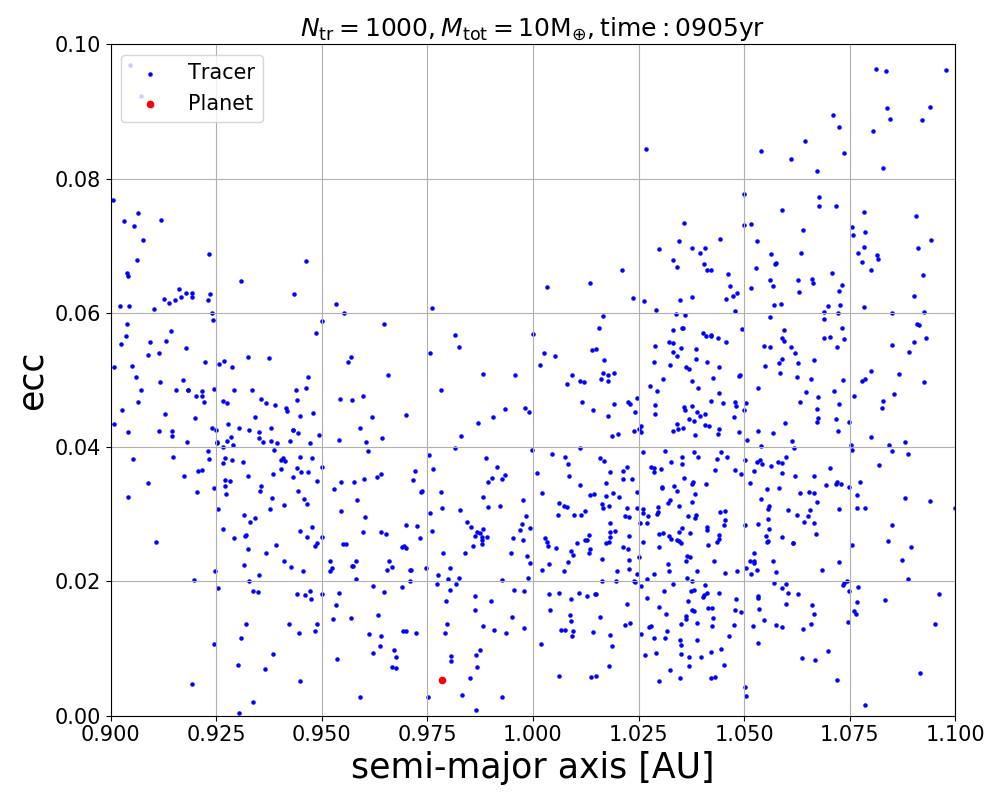 N_tr = 1000, M_tot = 10M_⊕, time : 0905yr
Tracer
Planet
ecc
0.10
0.08
0.06
0.04
0.02
0.00
0.900 0.925 0.950 0.975 1.000 1.025 1.050 1.075 1.100
semi-major axis [AU]